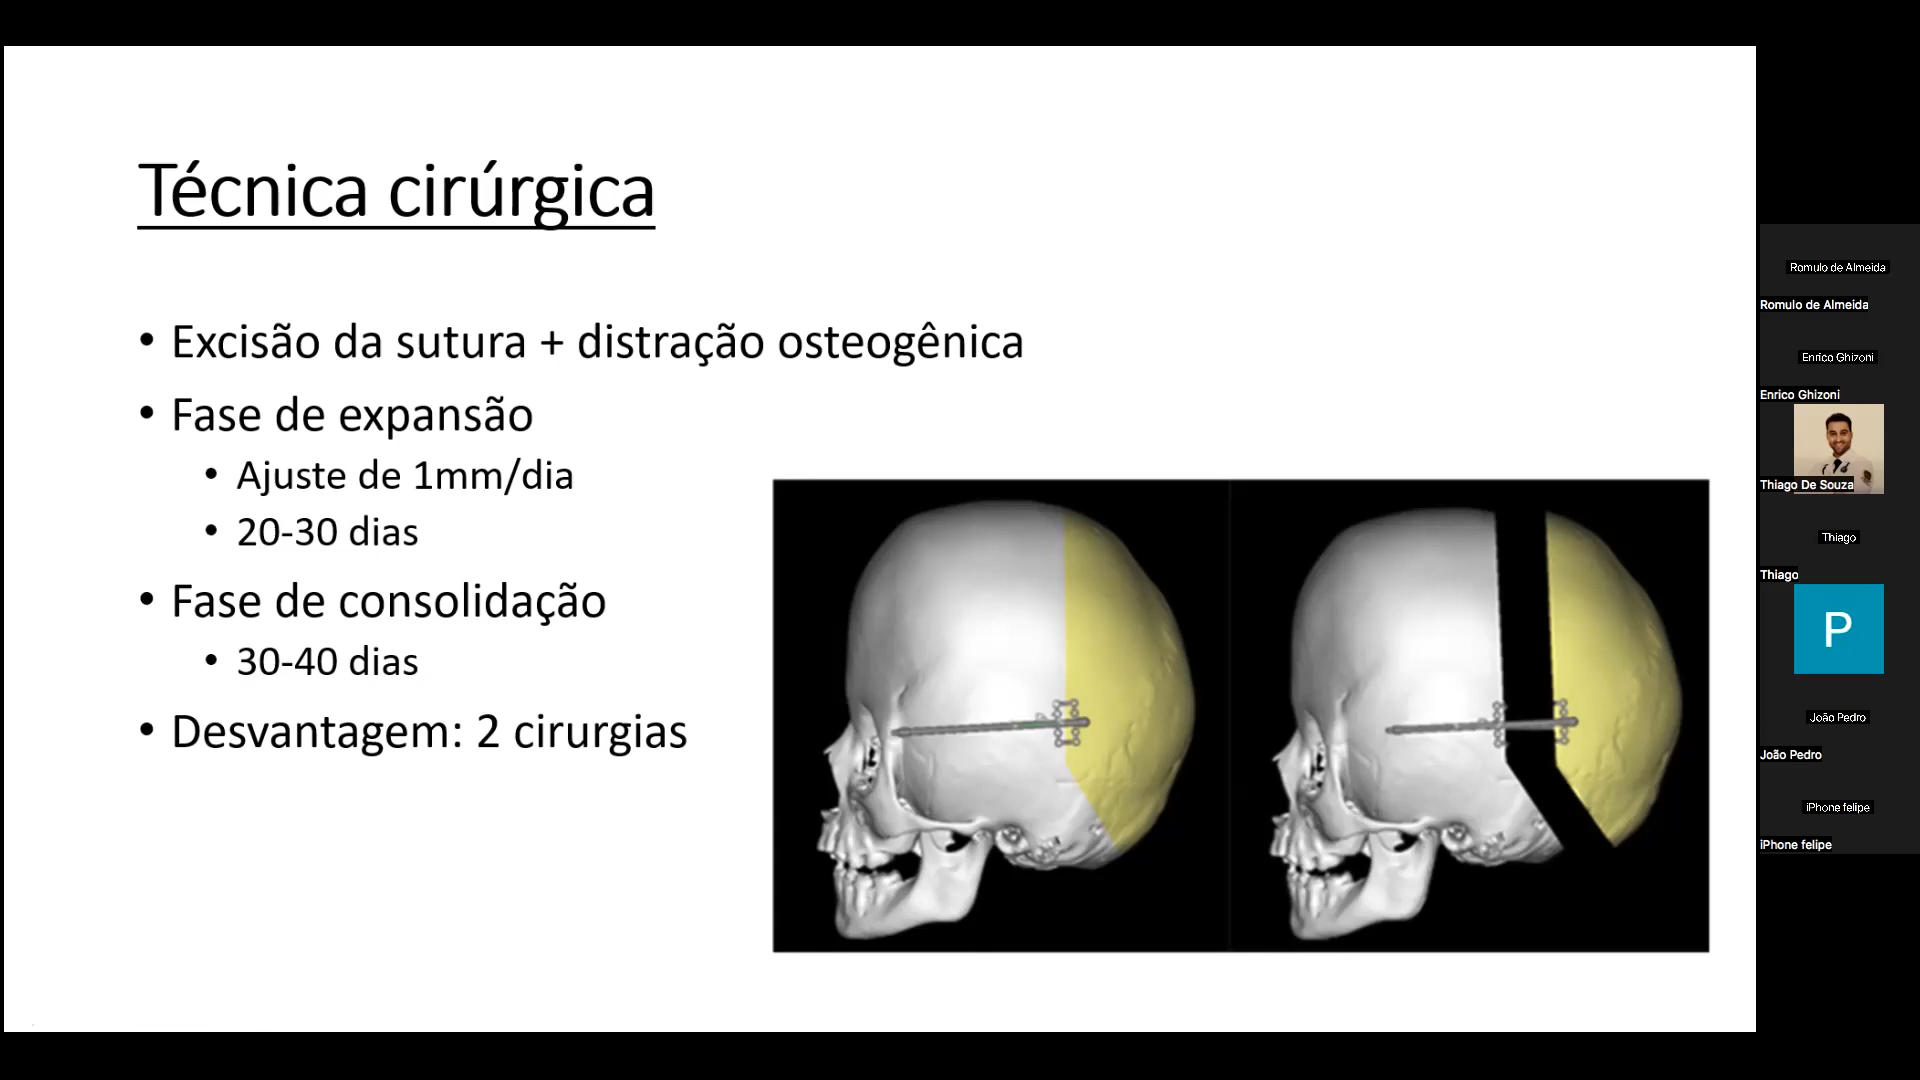 Técnica cirúrgica
• Excisão da sutura + distração osteogênica
• Fase de expansão
• Ajuste de 1mm/dia
• 20-30 dias
• Fase de consolidação
• 30-40 dias
• Desvantagem: 2 cirurgias
Romulo de Almeida
Romulo de Almeida
Enrico Ghizoni
Enrico Ghizoni
Thiago De Souza
Thiago
Thiago
P
João Pedro
João Pedro
iPhone felipe
iPhone felipe